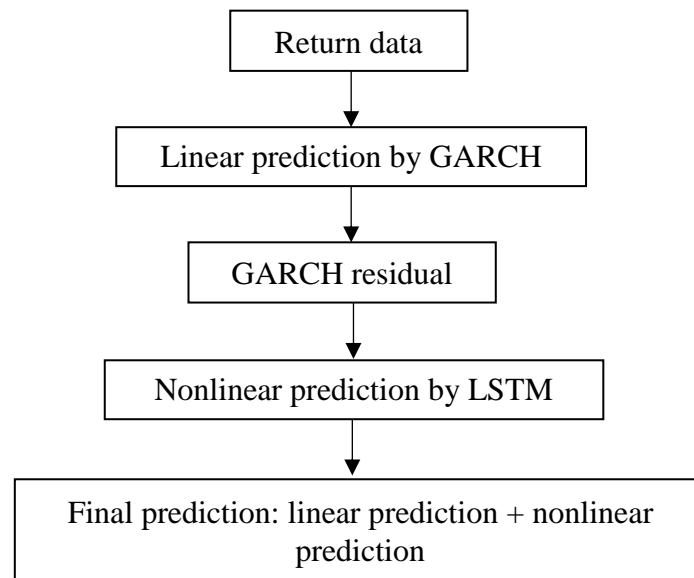 Return data
Linear prediction by GARCH
GARCH residual
Nonlinear prediction by LSTM
Final prediction: linear prediction + nonlinear
prediction